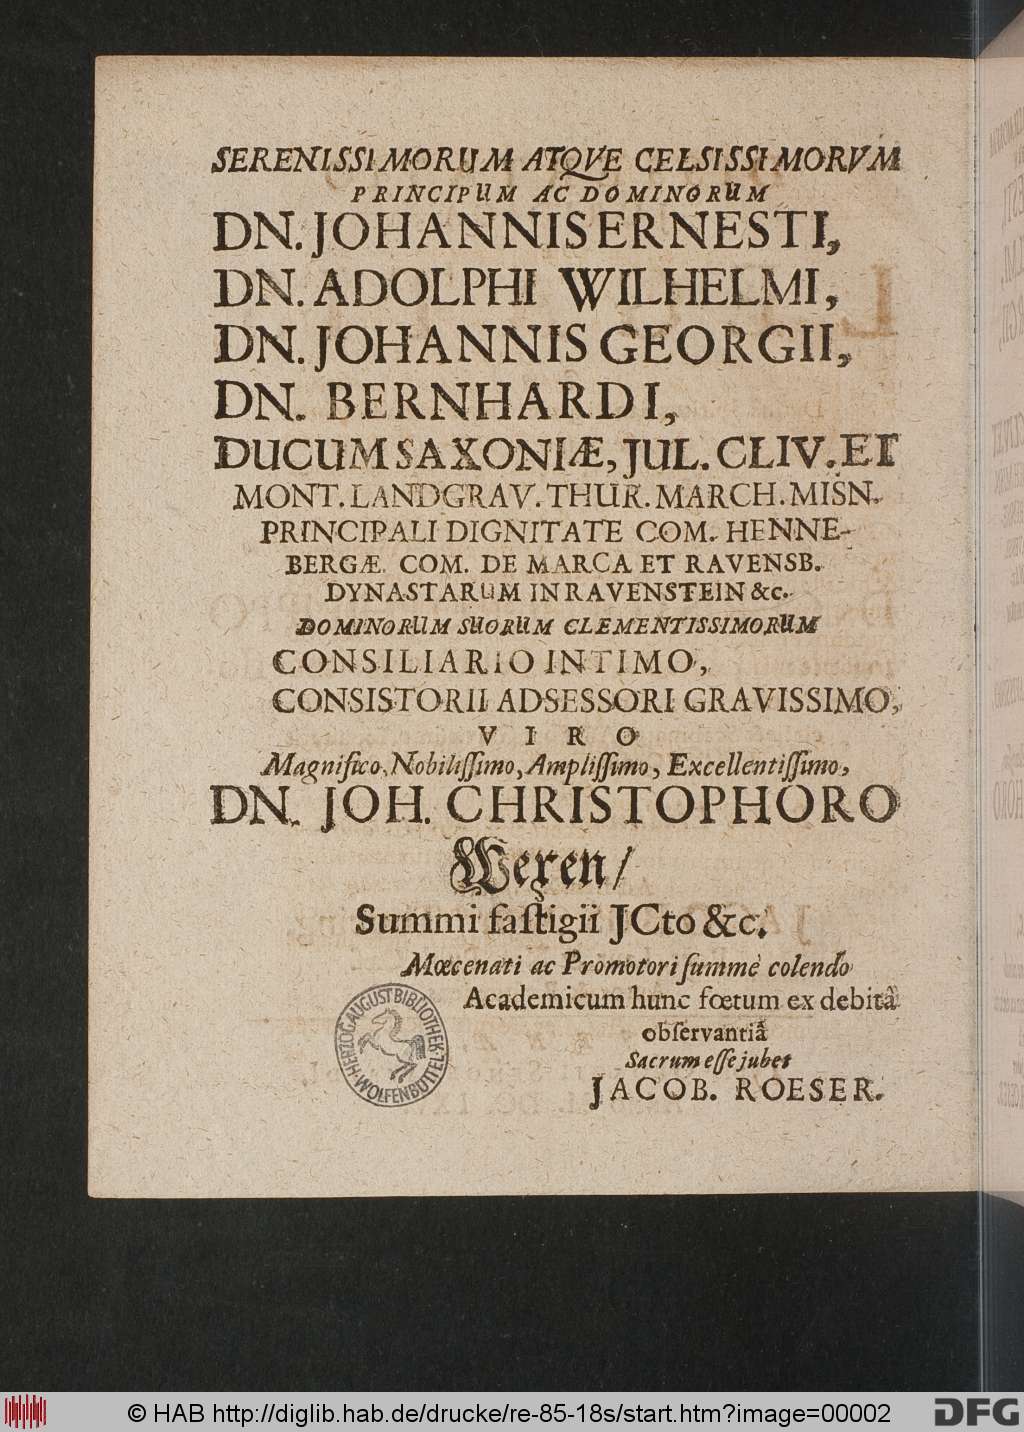 SERENISSIMORUM ATQVE CELSISSIMORVM
PRINCIPUM AC DOMINORUM
DN. JOHANNIS ERNESTI,
DN. ADOLPHI WILHELMI,
DN. JOHANNIS GEORGII,
DN. BERNHARDI,
DUCUM SAXONIÆ, JUL. CLIV. ET
MONT. LANDGRAV. THUR. MARCH. MISN.
PRINCIPALI DIGNITATE COM. HENNE-
BERGÆ. COM. DE MARCA ET RAVENSB.
DYNASTARUM IN RAVENSTEIN &c.
DOMINORUM SUORUM CLEMENTISSIMORUM
CONSILIARIO INTIMO,
CONSISTORII ADSESSORI GRAVISSIMO,
VIRO
Magnifico, Nobilissimo, Amplissimo, Excellentissimo,
DN. JOH. CHRISTOPHORO
Wexen/
Summi fastigii JCto &c.
Mœcenati ac Promotori summè colendo
Academicum hunc fœtum ex debitâ
observantiâ
Sacrum esse jubet
JACOB. ROESER.
HERZOG AUGUST BIBLIOTHEK
WOLFENBÜTTEL
© HAB http://diglib.hab.de/drucke/re-85-18s/start.htm?image=00002
DFG